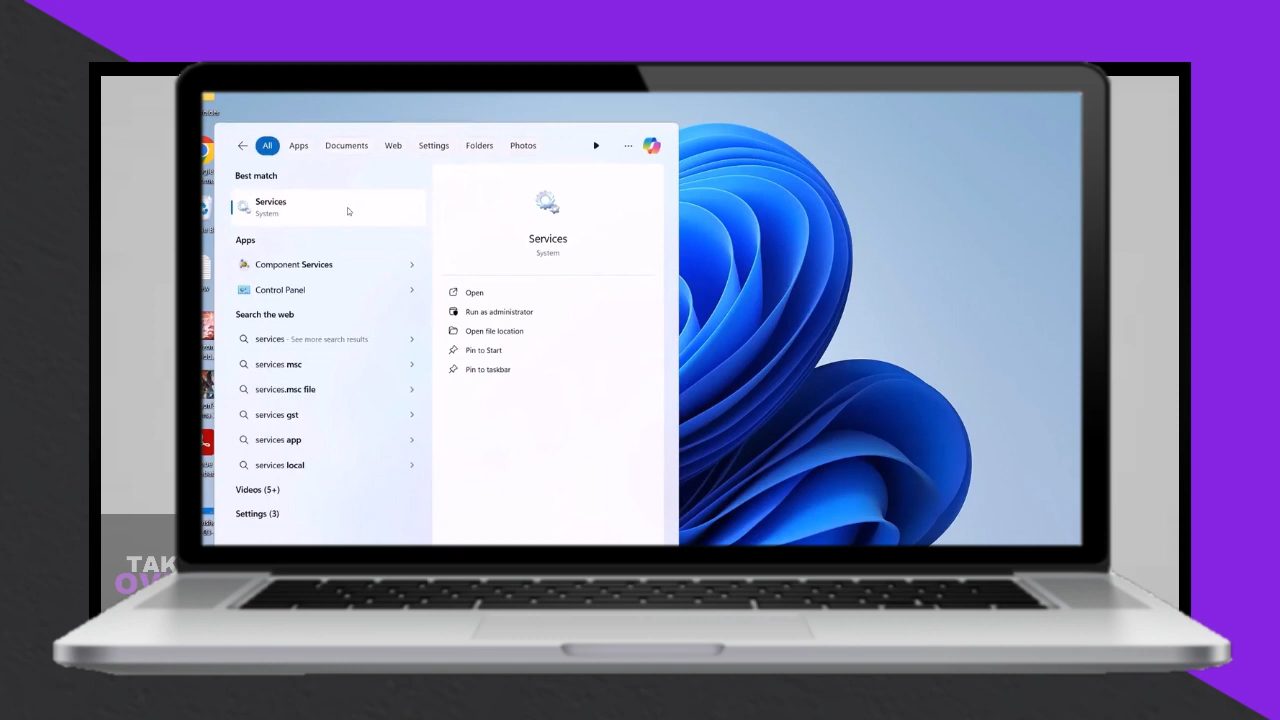 All
Apps
Documents
Web
Settings
Folders
Photos
Best match
Services
System
Apps
Component Services
Control Panel
Search the web
services - See more search results
services msc
services.msc file
services gst
services app
services local
Videos (5+)
Settings (3)
Services
System
Open
Run as administrator
Open file location
Pin to Start
Pin to taskbar
TAK
OV